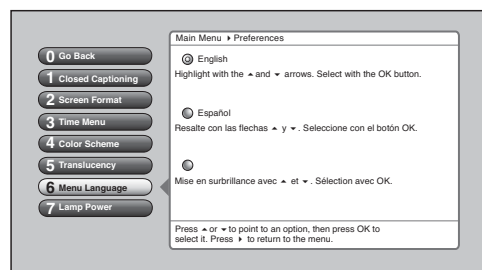 Main Menu ▸ Preferences
0 Go Back
1 Closed Captioning
2 Screen Format
3 Time Menu
4 Color Scheme
5 Translucency
6 Menu Language
7 Lamp Power
English
Highlight with the ▴ and ▾ arrows. Select with the OK button.
Español
Resalte con las flechas ▴ y ▾. Seleccione con el botón OK.
Mise en surbrillance avec ▴ et ▾. Sélection avec OK.
Press ▴ or ▾ to point to an option, then press OK to
select it. Press ▸ to return to the menu.